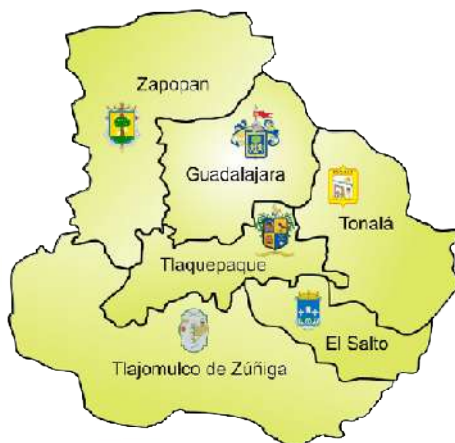 Zapopan
Guadalajara
Tonalá
Tlaquepaque
El Salto
Tlajomulco de Zúñiga